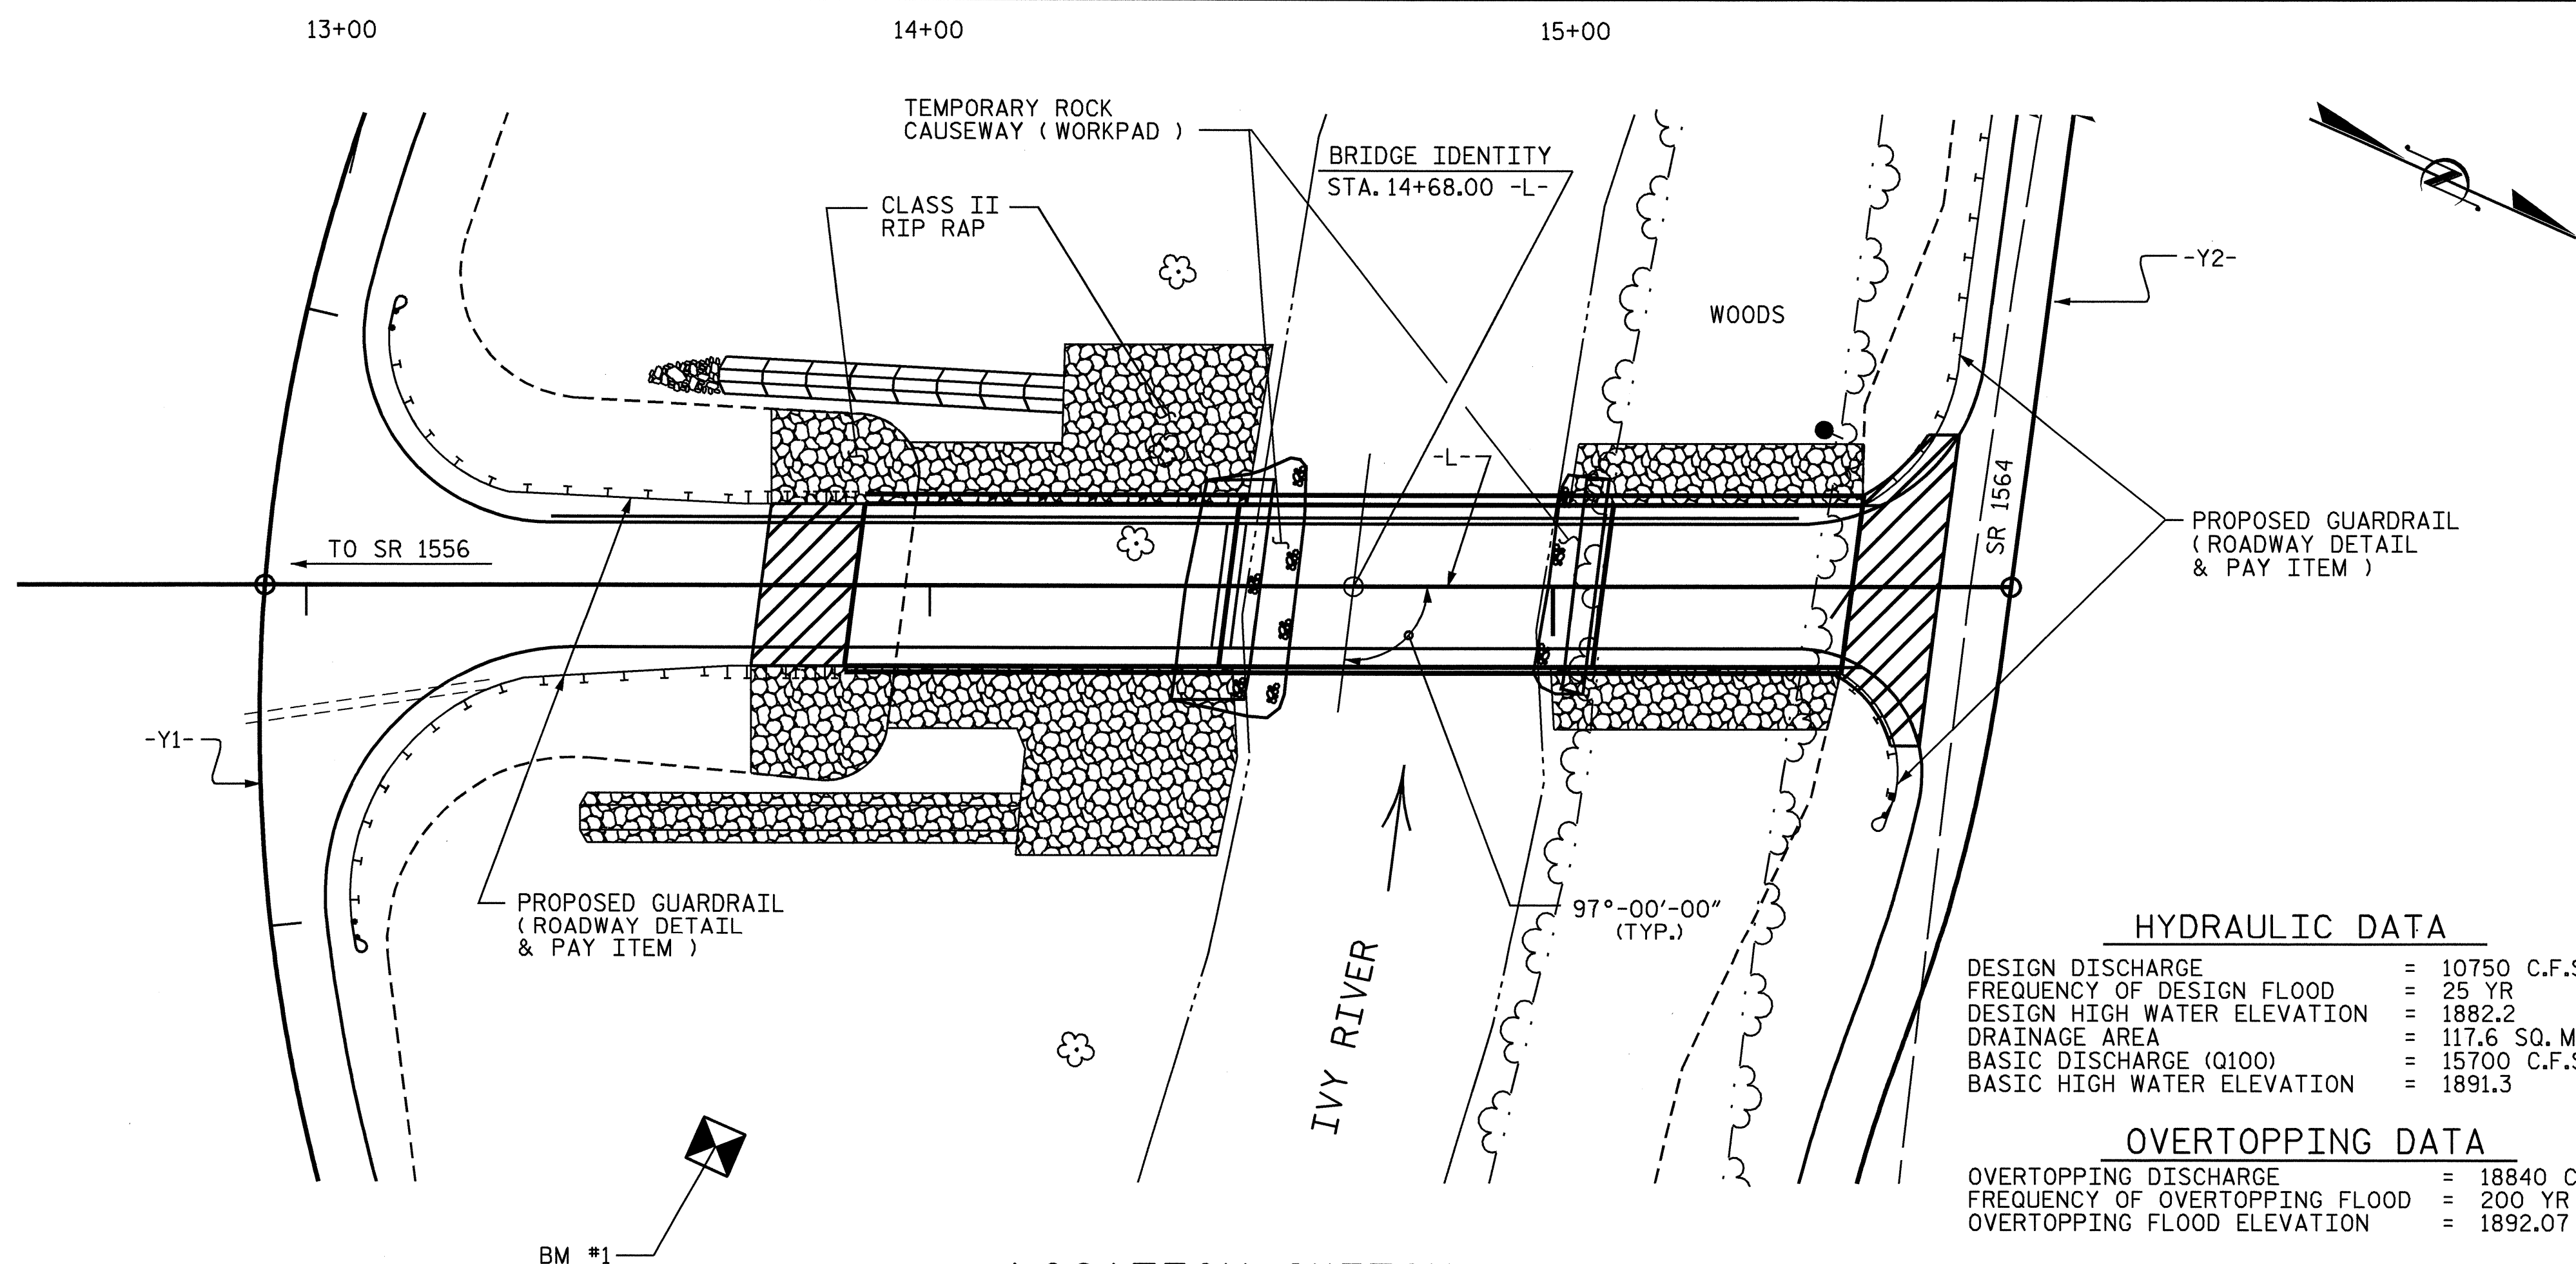 13+00
14+00
15+00
TEMPORARY ROCK
CAUSEWAY ( WORKPAD )
BRIDGE IDENTITY
STA. 14+68.00 -L-
CLASS II
RIP RAP
-Y2-
WOODS
-L-
SR 1564
TO SR 1556
PROPOSED GUARDRAIL
( ROADWAY DETAIL
& PAY ITEM )
-Y1-
PROPOSED GUARDRAIL
( ROADWAY DETAIL
& PAY ITEM )
97°-00'-00"
(TYP.)
IVY RIVER
HYDRAULIC DATA
DESIGN DISCHARGE = 10750 C.F.S
FREQUENCY OF DESIGN FLOOD = 25 YR
DESIGN HIGH WATER ELEVATION = 1882.2
DRAINAGE AREA = 117.6 SQ. M
BASIC DISCHARGE (Q100) = 15700 C.F.S
BASIC HIGH WATER ELEVATION = 1891.3
OVERTOPPING DATA
OVERTOPPING DISCHARGE = 18840 C
FREQUENCY OF OVERTOPPING FLOOD = 200 YR
OVERTOPPING FLOOD ELEVATION = 1892.07
BM #1